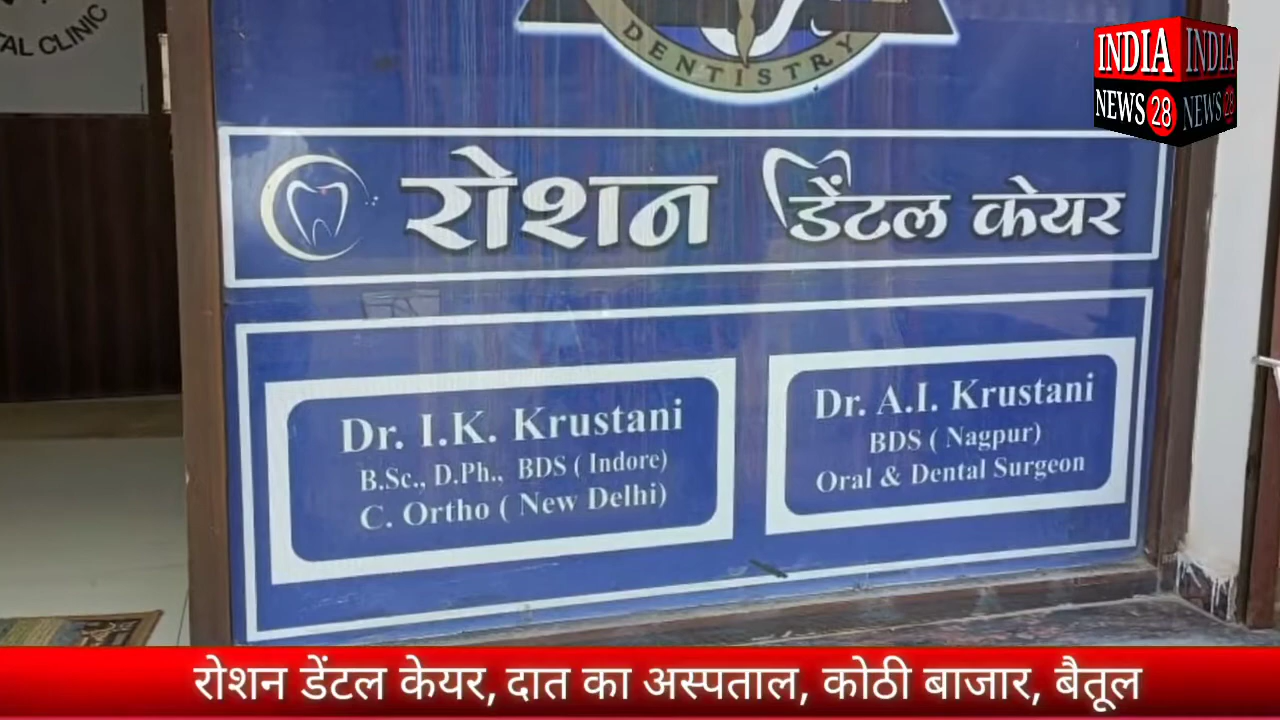 TAL CLINIC
DENTISTRY
INDIA INDIA
NEWS 28 NEWS 28
रोशन डेंटल केयर
Dr. I.K. Krustani
B.Sc., D.Ph., BDS ( Indore)
C. Ortho ( New Delhi)
Dr. A.I. Krustani
BDS ( Nagpur)
Oral & Dental Surgeon
रोशन डेंटल केयर, दात का अस्पताल, कोठी बाजार, बैतूल